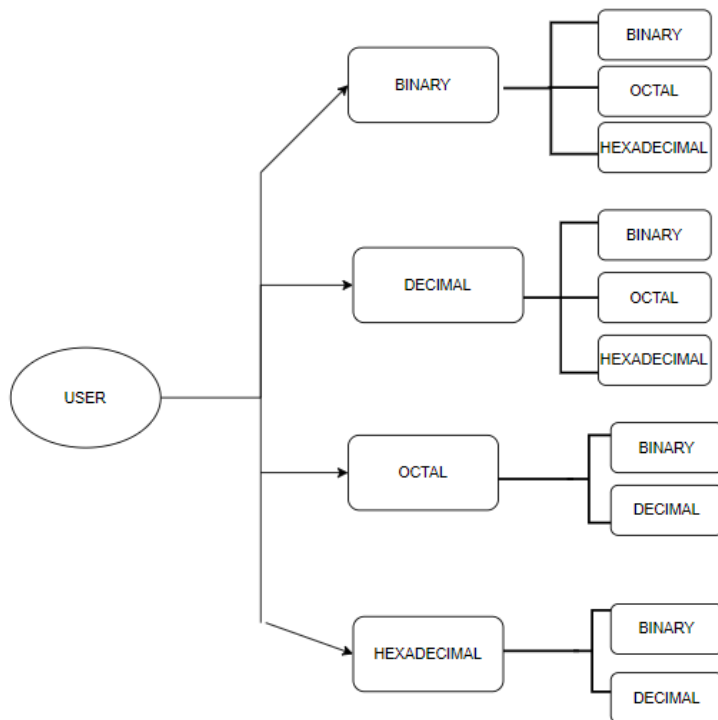 BINARY
BINARY
OCTAL
HEXADECIMAL
DECIMAL
BINARY
OCTAL
HEXADECIMAL
USER
OCTAL
BINARY
DECIMAL
HEXADECIMAL
BINARY
DECIMAL